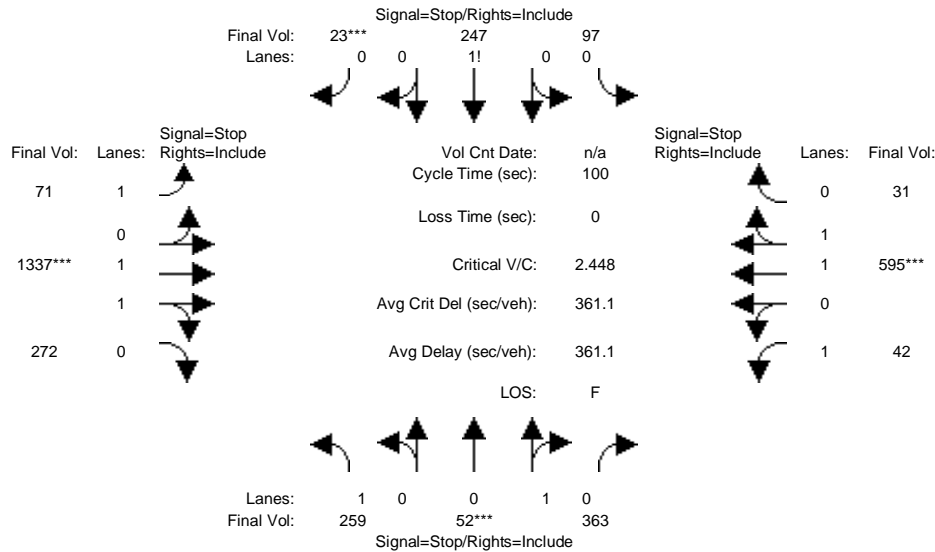 Signal=Stop/Rights=Include
Final Vol: 23*** 247 97
Lanes: 0 0 1! 0 0
Signal=Stop Signal=Stop
Final Vol: Lanes: Rights=Include Vol Cnt Date: n/a Rights=Include Lanes: Final Vol:
Cycle Time (sec): 100
71 1 0 31
Loss Time (sec): 0
0 1
1337*** 1 Critical V/C: 2.448 1 595***
1 Avg Crit Del (sec/veh): 361.1 0
272 0 Avg Delay (sec/veh): 361.1 1 42
LOS: F
Lanes: 1 0 0 1 0
Final Vol: 259 52*** 363
Signal=Stop/Rights=Include